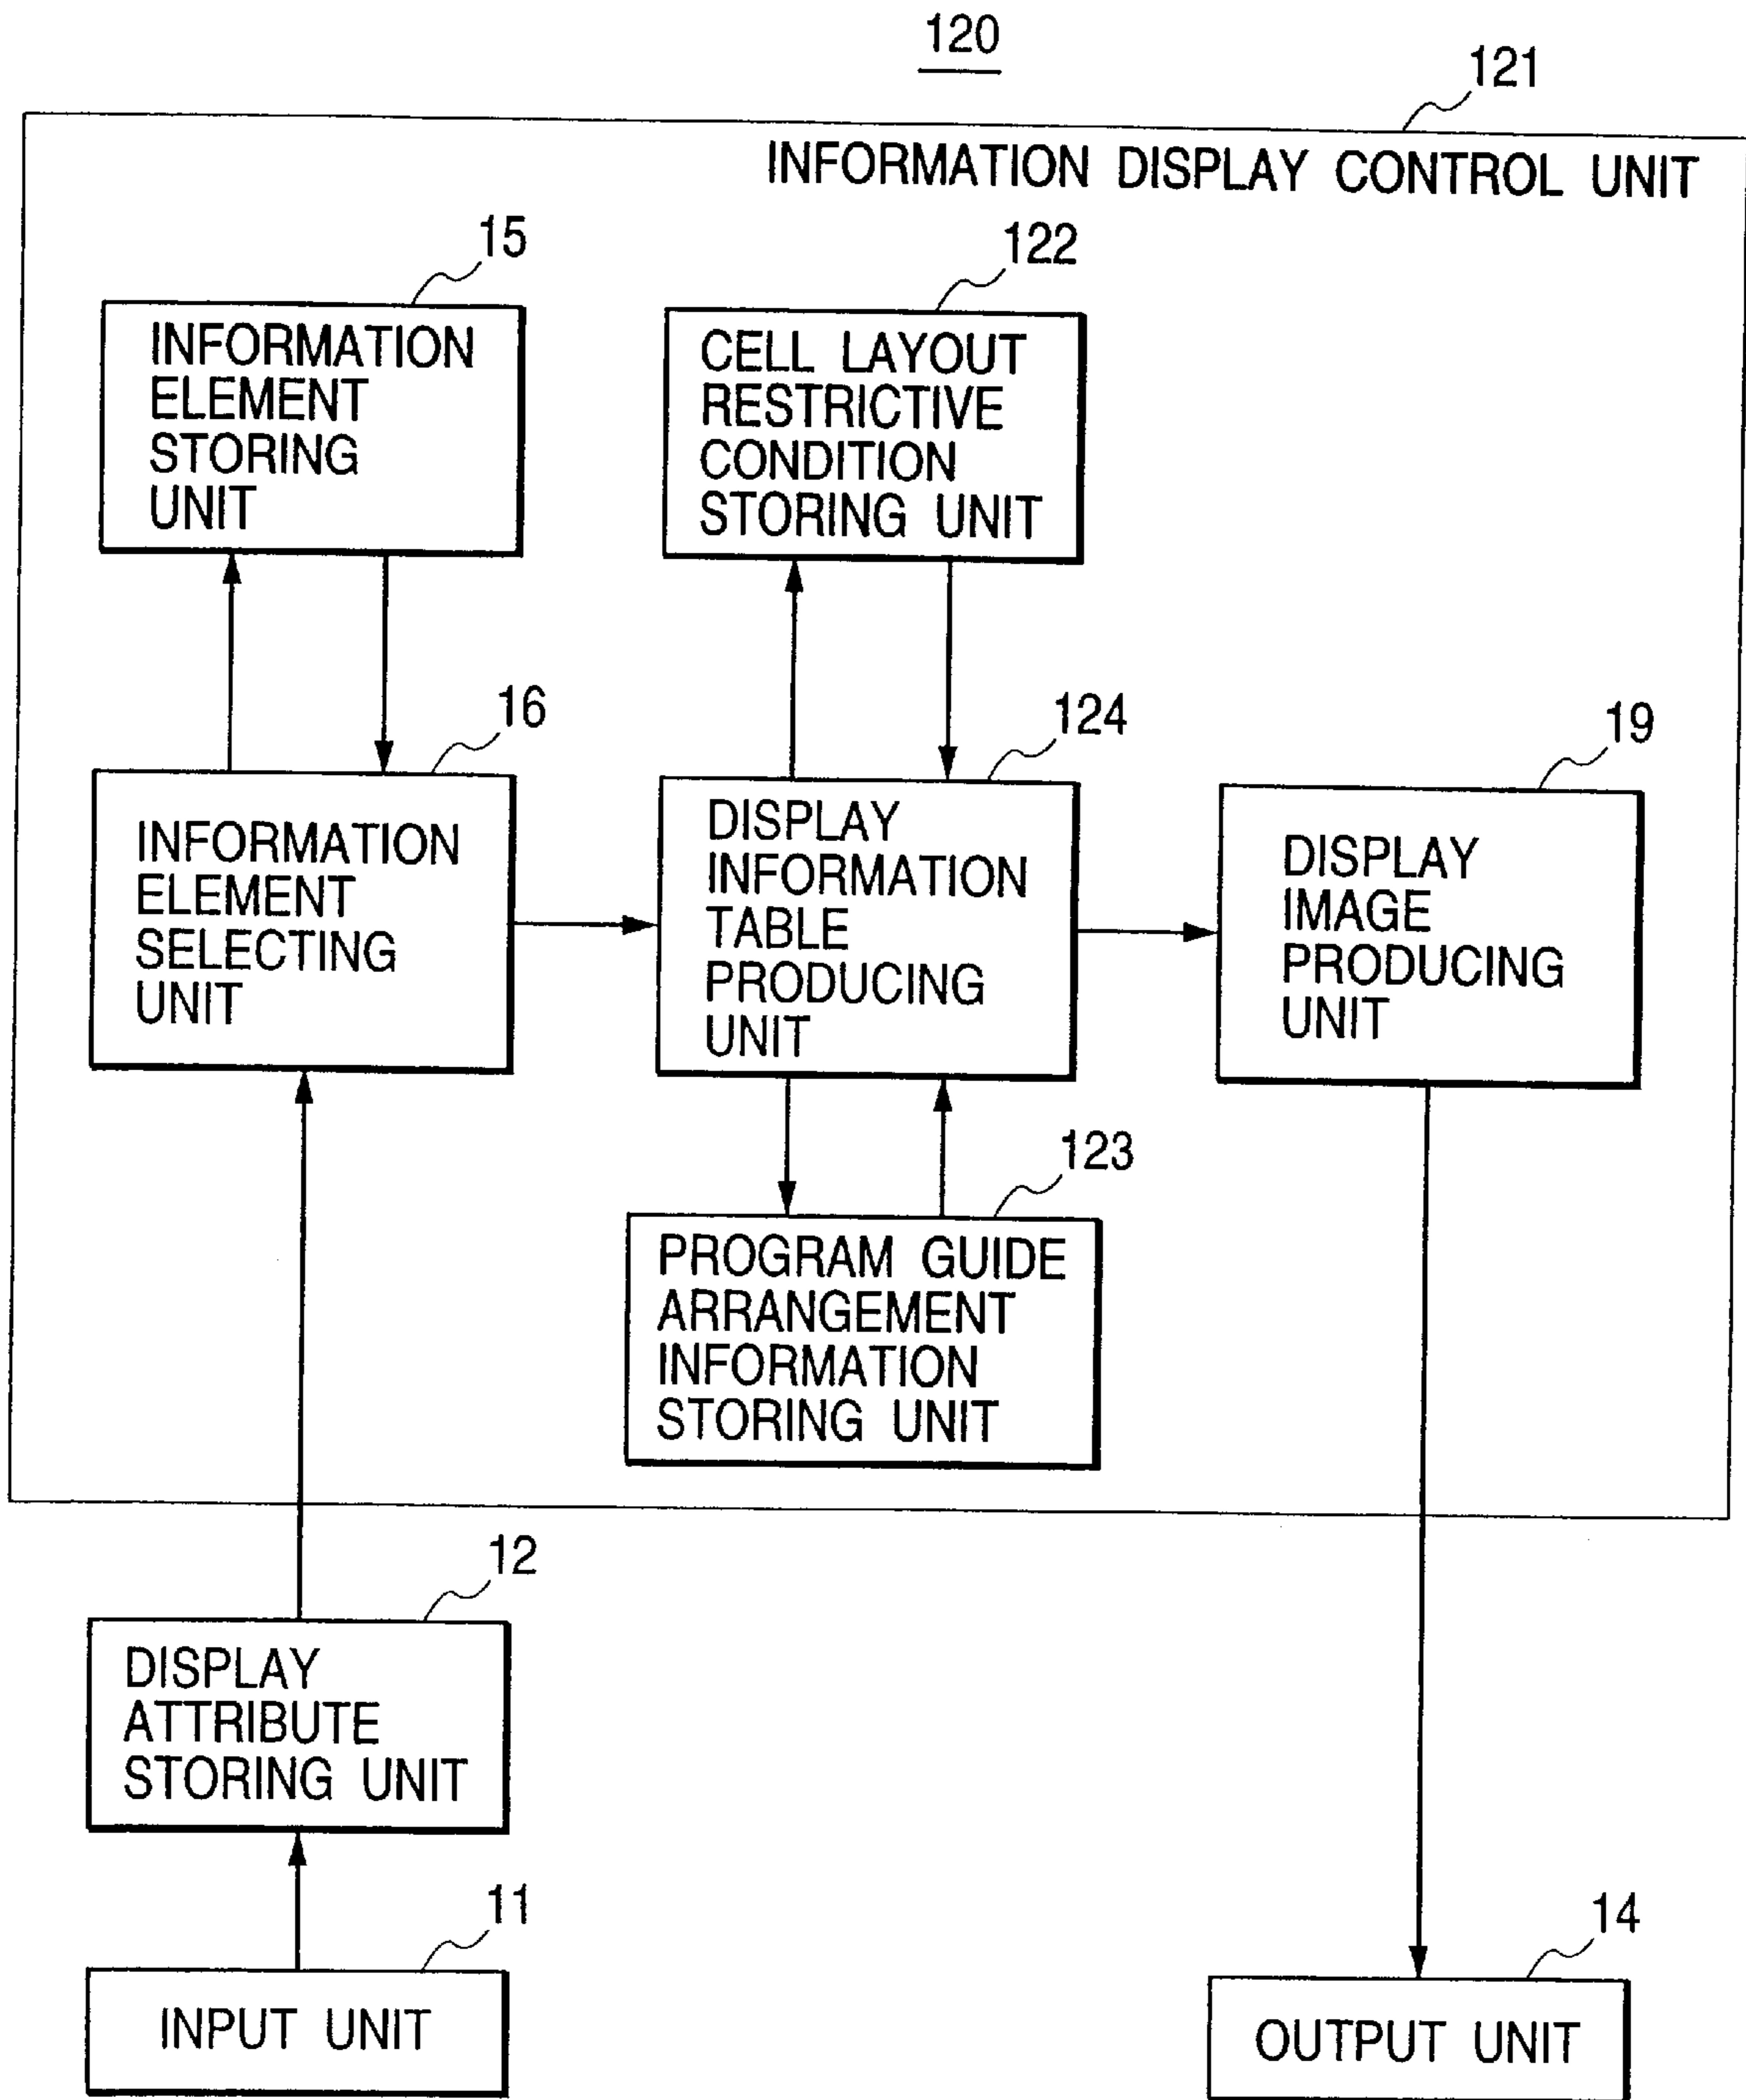 120
121
INFORMATION DISPLAY CONTROL UNIT
15
INFORMATION
ELEMENT
STORING
UNIT
122
CELL LAYOUT
RESTRICTIVE
CONDITION
STORING UNIT
16
INFORMATION
ELEMENT
SELECTING
UNIT
124
DISPLAY
INFORMATION
TABLE
PRODUCING
UNIT
19
DISPLAY
IMAGE
PRODUCING
UNIT
123
PROGRAM GUIDE
ARRANGEMENT
INFORMATION
STORING UNIT
12
DISPLAY
ATTRIBUTE
STORING UNIT
11
INPUT UNIT
14
OUTPUT UNIT